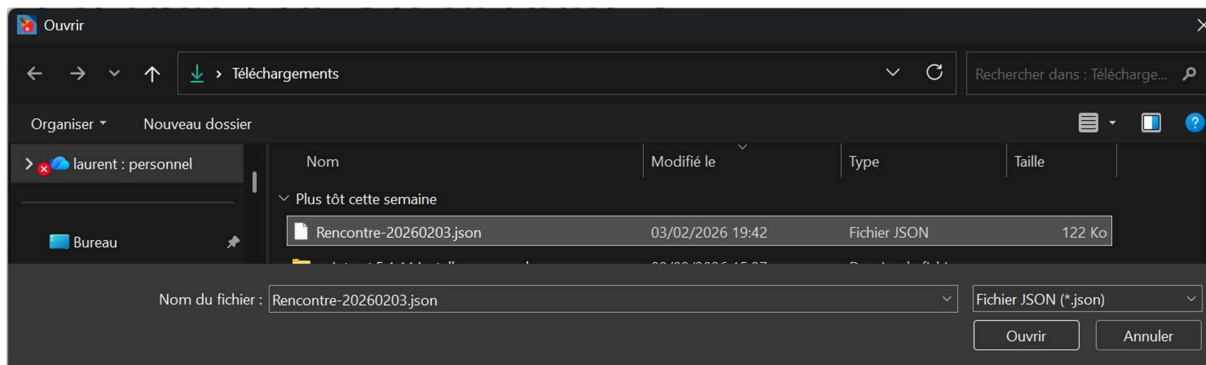 Ouvrir
Téléchargements
Rechercher dans : Télécharge...
Organiser
Nouveau dossier
laurent : personnel
Nom
Modifié le
Type
Taille
Plus tôt cette semaine
Rencontre-20260203.json
03/02/2026 19:42
Fichier JSON
122 Ko
Bureau
Nom du fichier :
Rencontre-20260203.json
Fichier JSON (*.json)
Ouvrir
Annuler